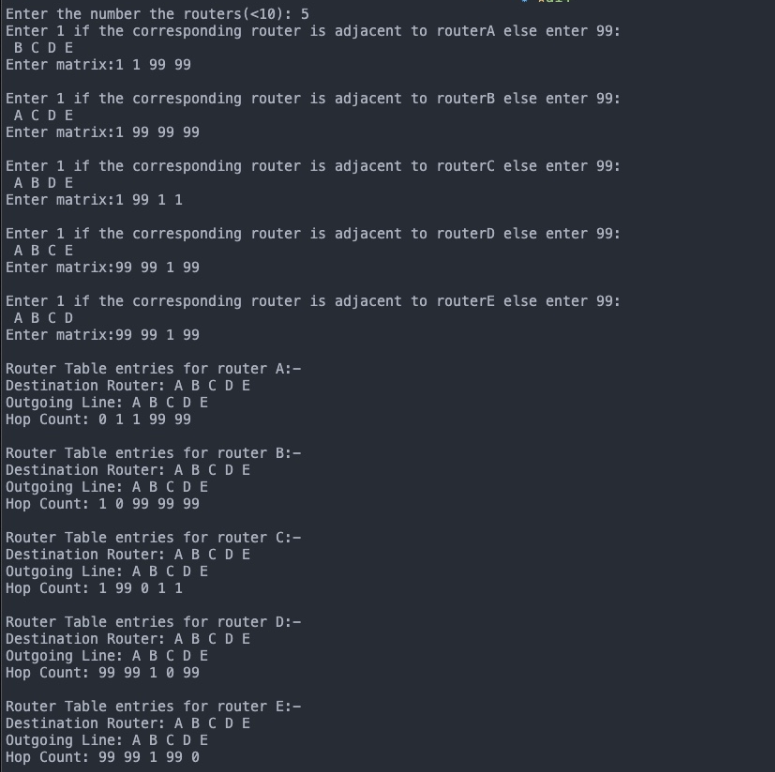 Enter the number the routers(<10): 5
Enter 1 if the corresponding router is adjacent to routerA else enter 99:
B C D E
Enter matrix:1 1 99 99
Enter 1 if the corresponding router is adjacent to routerB else enter 99:
A C D E
Enter matrix:1 99 99 99
Enter 1 if the corresponding router is adjacent to routerC else enter 99:
A B D E
Enter matrix:1 99 1 1
Enter 1 if the corresponding router is adjacent to routerD else enter 99:
A B C E
Enter matrix:99 99 1 99
Enter 1 if the corresponding router is adjacent to routerE else enter 99:
A B C D
Enter matrix:99 99 1 99
Router Table entries for router A:-
Destination Router: A B C D E
Outgoing Line: A B C D E
Hop Count: 0 1 1 99 99
Router Table entries for router B:-
Destination Router: A B C D E
Outgoing Line: A B C D E
Hop Count: 1 0 99 99 99
Router Table entries for router C:-
Destination Router: A B C D E
Outgoing Line: A B C D E
Hop Count: 1 99 0 1 1
Router Table entries for router D:-
Destination Router: A B C D E
Outgoing Line: A B C D E
Hop Count: 99 99 1 0 99
Router Table entries for router E:-
Destination Router: A B C D E
Outgoing Line: A B C D E
Hop Count: 99 99 1 99 0